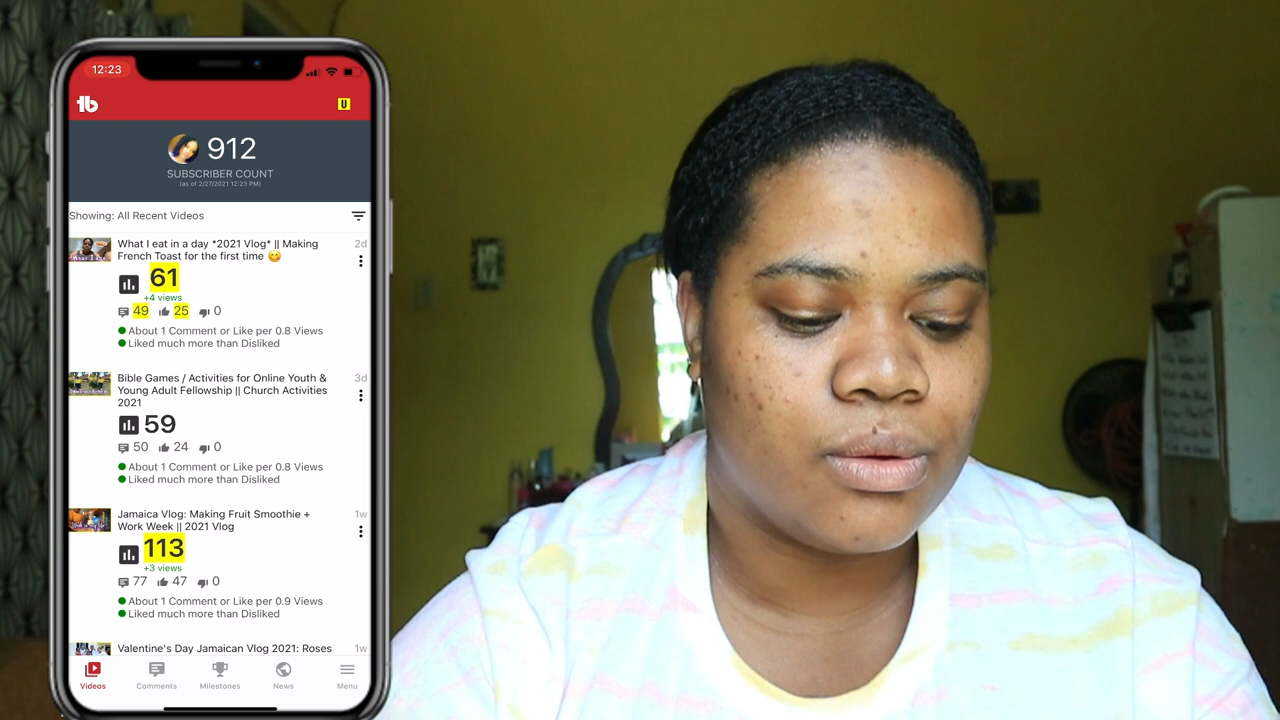 12:23
tb
U
912
SUBSCRIBER COUNT
(as of 2/27/2021 12:23 PM)
Showing: All Recent Videos
What I eat in a day *2021 Vlog* || Making 2d
French Toast for the first time 😋
61
+4 views
49 25 0
About 1 Comment or Like per 0.8 Views
Liked much more than Disliked
Bible Games / Activities for Online Youth & 3d
Young Adult Fellowship || Church Activities
2021
59
50 24 0
About 1 Comment or Like per 0.8 Views
Liked much more than Disliked
Jamaica Vlog: Making Fruit Smoothie + 1w
Work Week || 2021 Vlog
113
+3 views
77 47 0
About 1 Comment or Like per 0.9 Views
Liked much more than Disliked
Valentine's Day Jamaican Vlog 2021: Roses 1w
Videos Comments Milestones News Menu